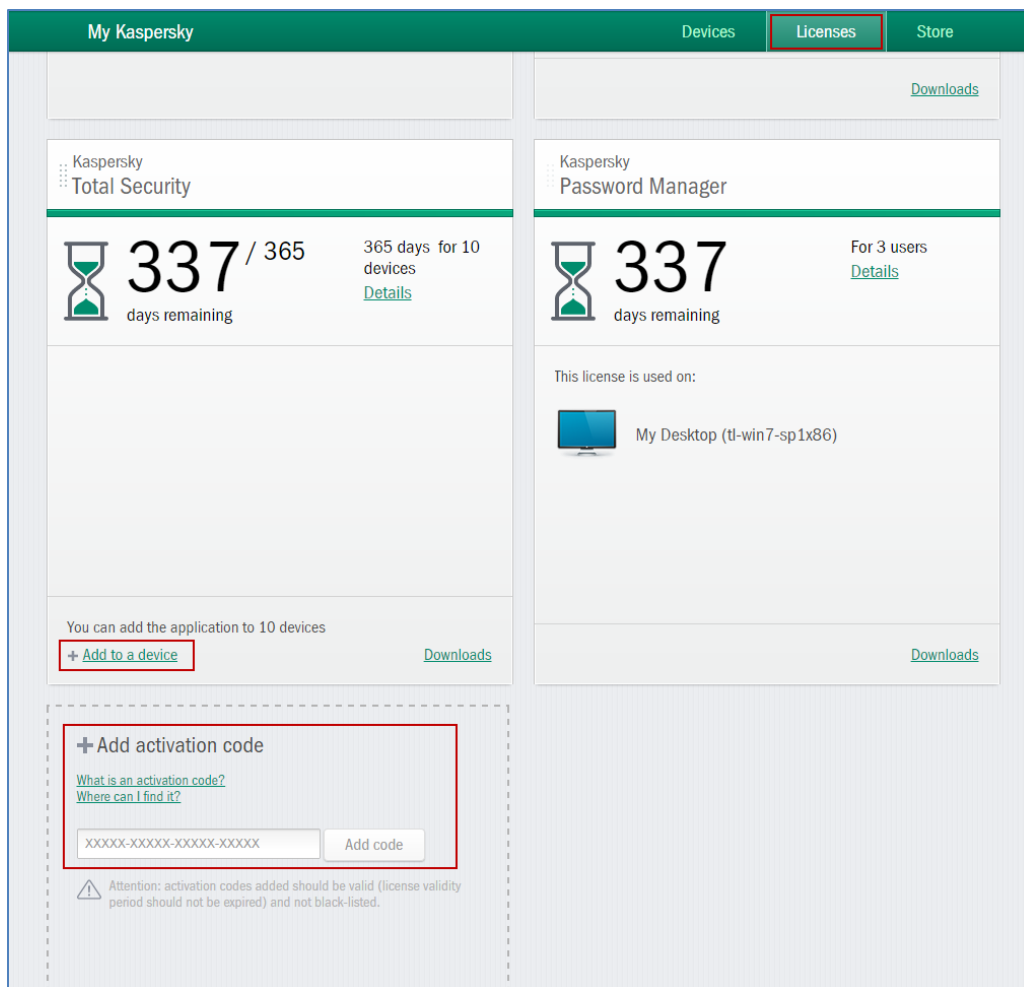 My Kaspersky
Devices
Licenses
Store
Downloads
Kaspersky
Total Security
337 / 365
days remaining
365 days for 10
devices
Details
You can add the application to 10 devices
+ Add to a device
Downloads
Kaspersky
Password Manager
337
days remaining
For 3 users
Details
This license is used on:
My Desktop (tl-win7-sp1x86)
Downloads
+ Add activation code
What is an activation code?
Where can I find it?
XXXXX-XXXXX-XXXXX-XXXXX
Add code
Attention: activation codes added should be valid (license validity
period should not be expired) and not black-listed.